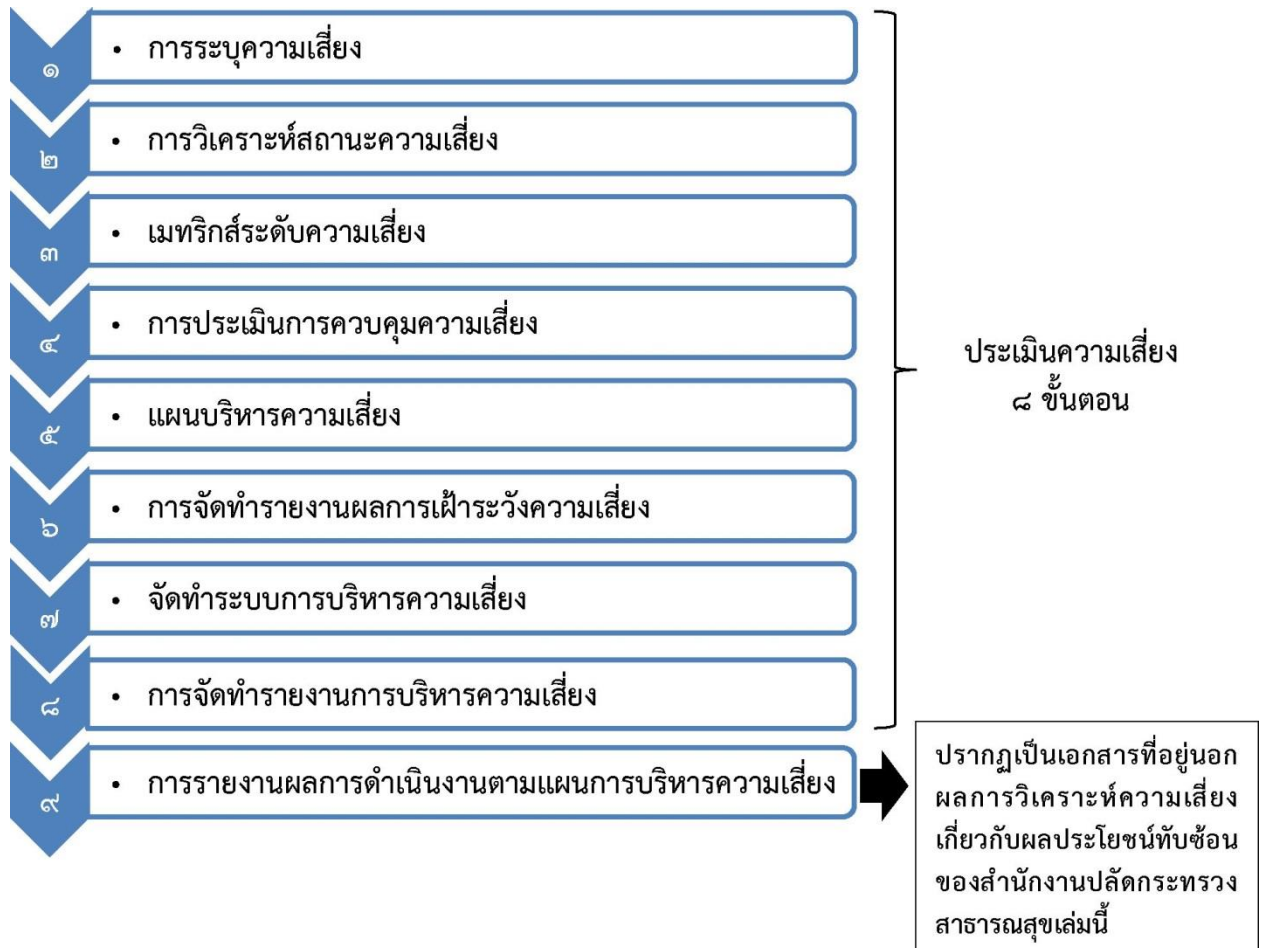 ๑
• การระบุความเสี่ยง
๒
• การวิเคราะห์สถานะความเสี่ยง
๓
• เมทริกส์ระดับความเสี่ยง
๔
• การประเมินการควบคุมความเสี่ยง
๕
• แผนบริหารความเสี่ยง
๖
• การจัดทำรายงานผลการเฝ้าระวังความเสี่ยง
๗
• จัดทำระบบการบริหารความเสี่ยง
๘
• การจัดทำรายงานการบริหารความเสี่ยง
๙
• การรายงานผลการดำเนินงานตามแผนการบริหารความเสี่ยง
ประเมินความเสี่ยง
๘ ขั้นตอน
ปรากฏเป็นเอกสารที่อยู่นอก
ผลการวิเคราะห์ความเสี่ยง
เกี่ยวกับผลประโยชน์ทับซ้อน
ของสำนักงานปลัดกระทรวง
สาธารณสุขเล่มนี้